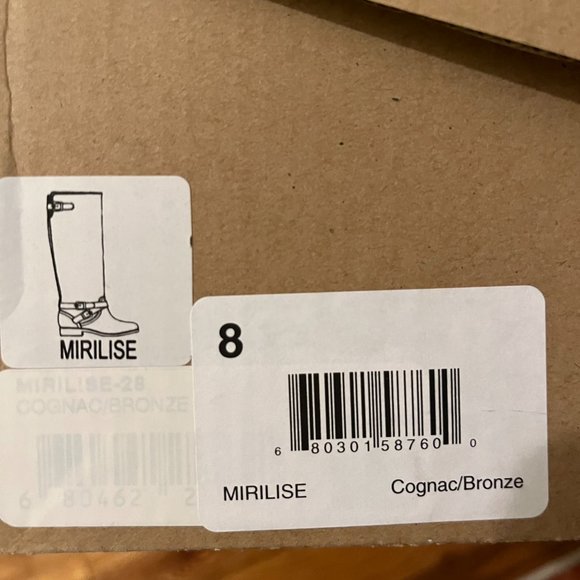 MIRILISE
MIRILISE-28
COGNAC/BRONZE
6 80462 2
8
6 80301 58760 0
MIRILISE Cognac/Bronze